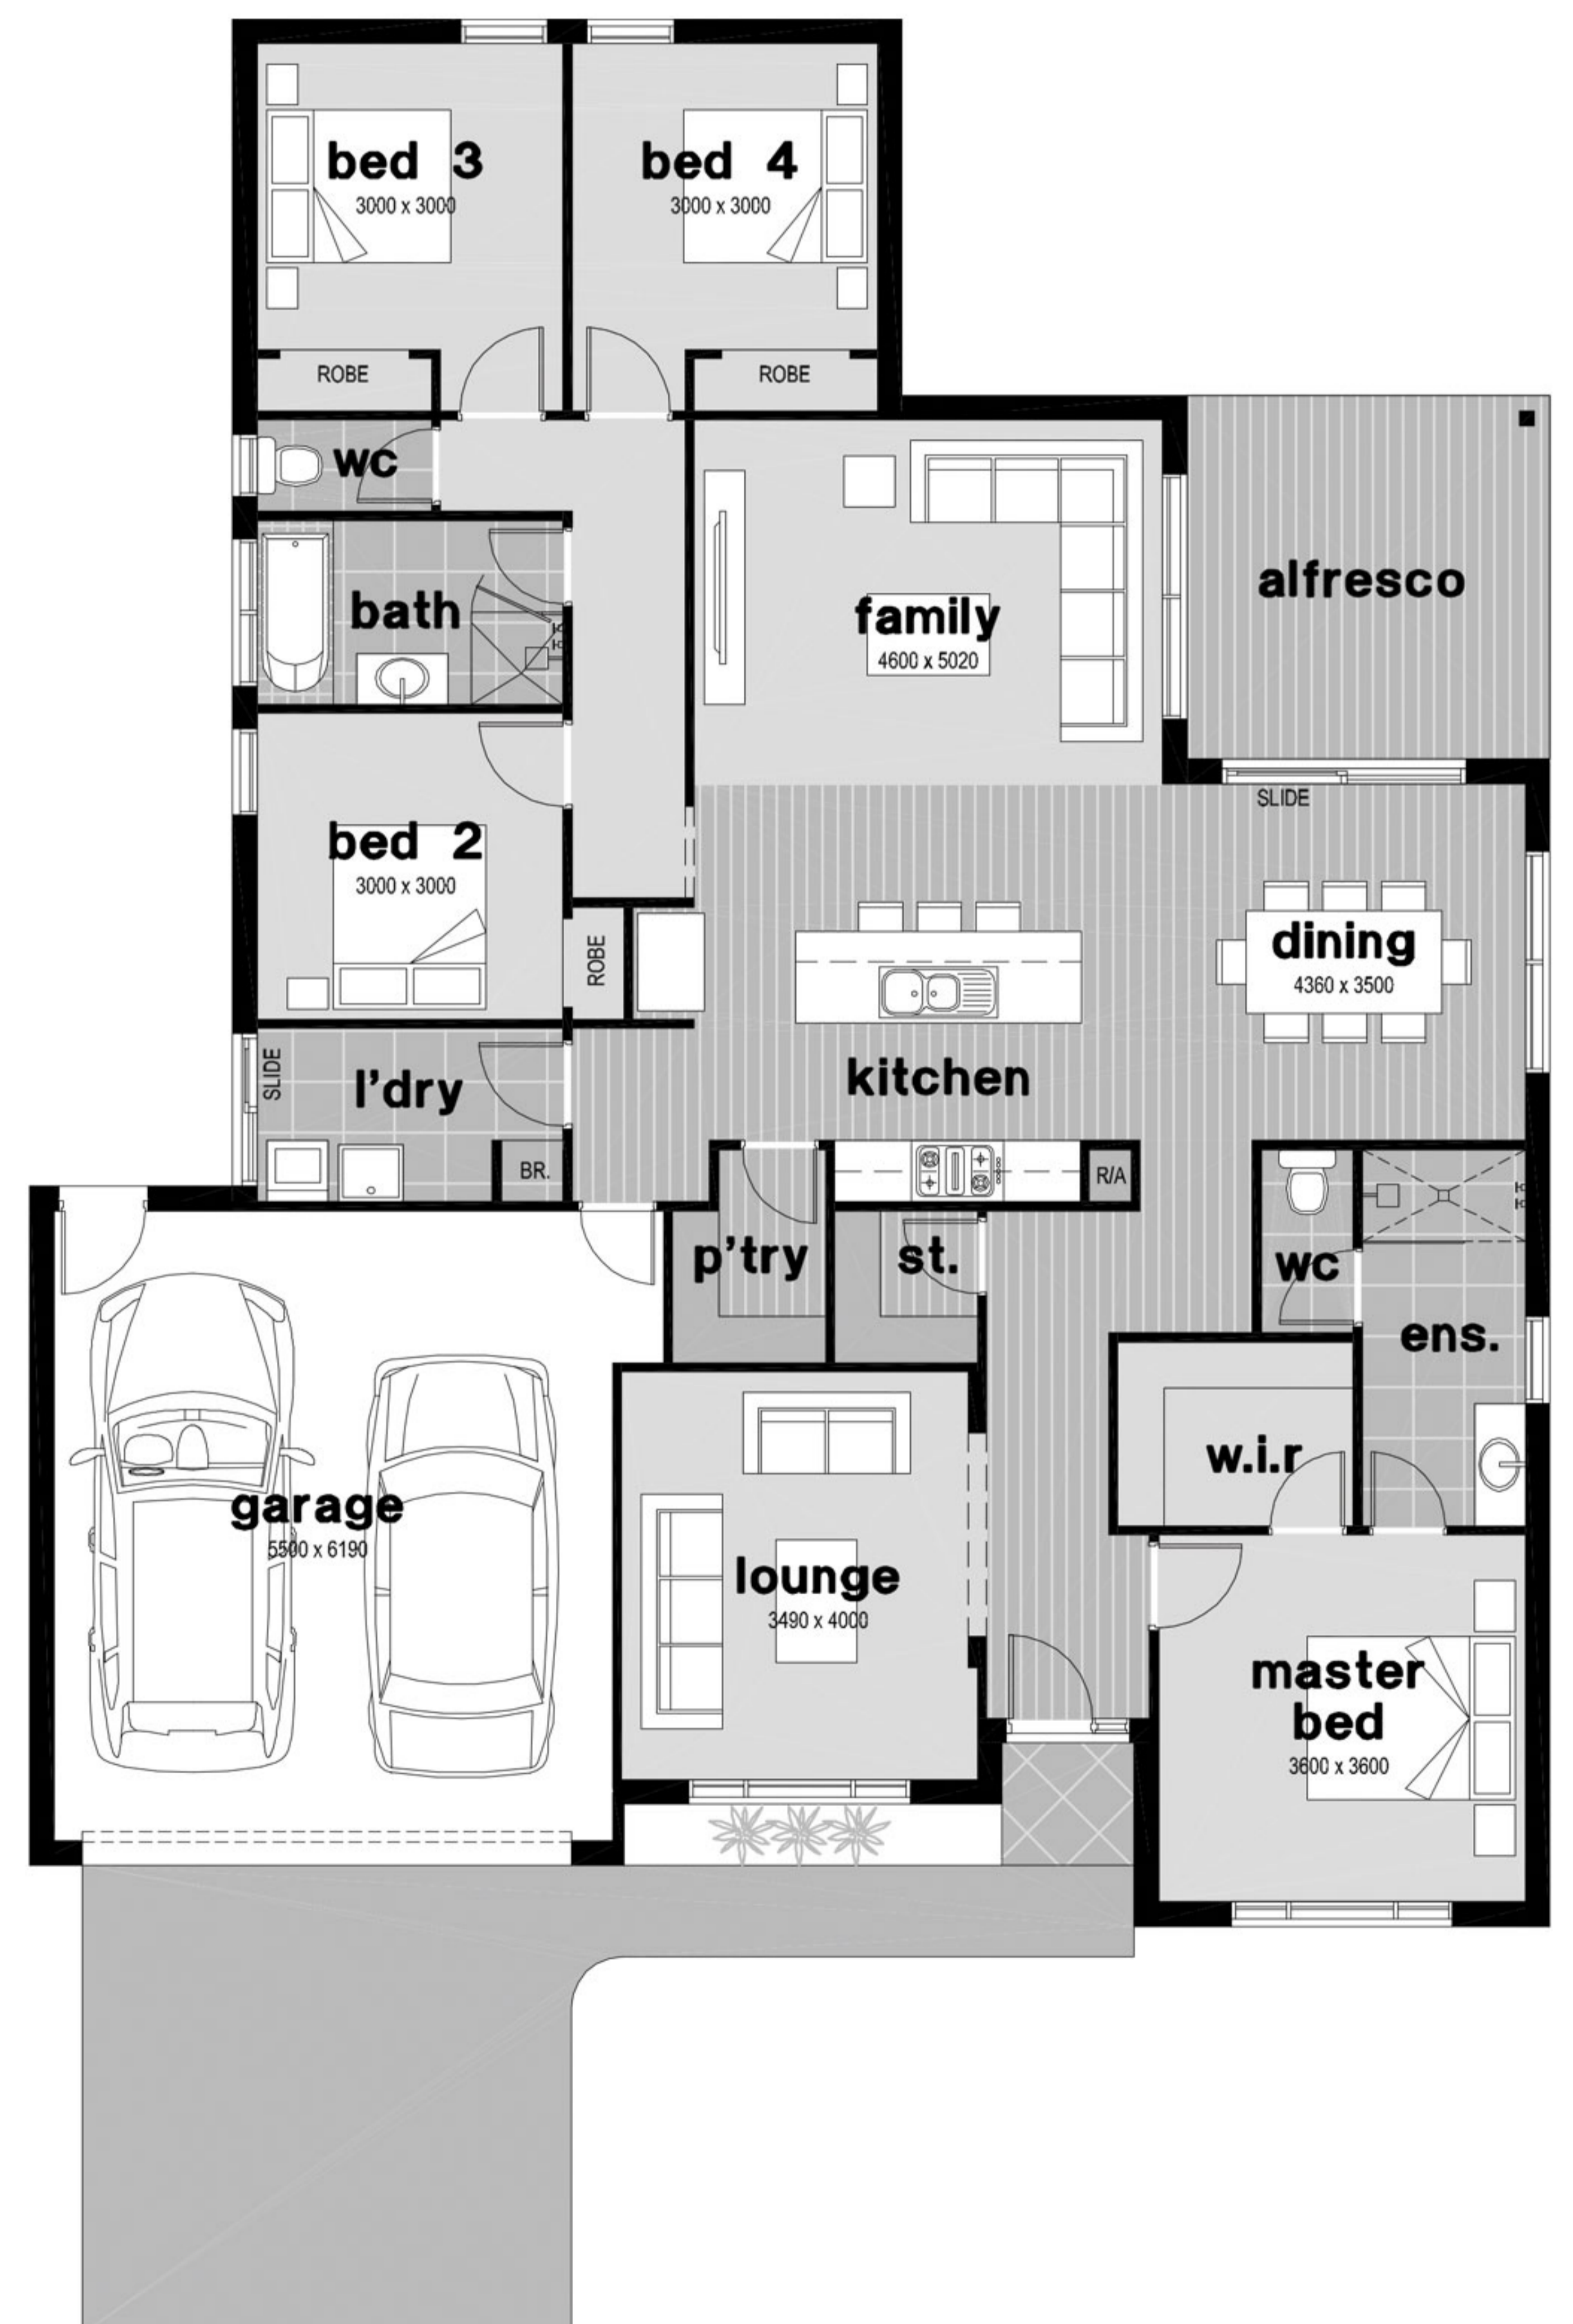 bed 3
3000 x 3000
bed 4
3000 x 3000
ROBE
ROBE
wc
bath
family
4600 x 5020
alfresco
SLIDE
bed 2
3000 x 3000
ROBE
dining
4360 x 3500
SLIDE
l'dry
kitchen
BR.
R/A
p'try
st.
wc
ens.
w.i.r
garage
5500 x 6190
lounge
3490 x 4000
master
bed
3600 x 3600